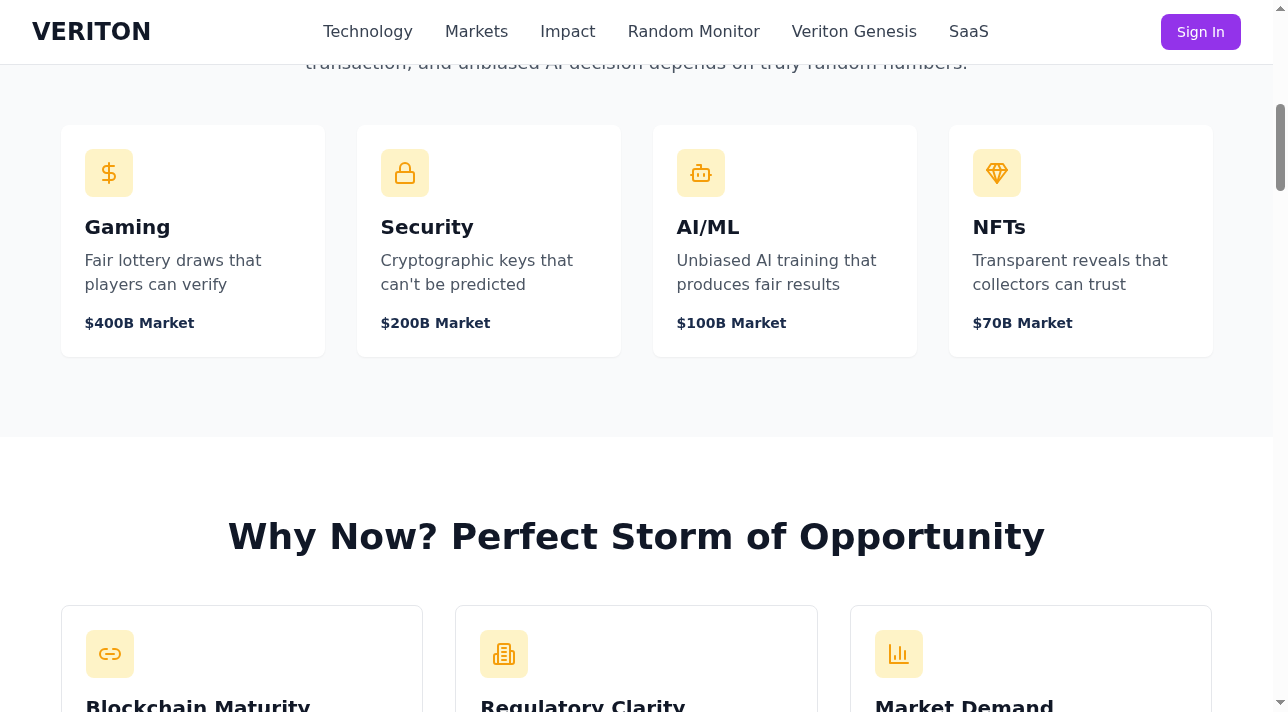 VERITON
Technology
Markets
Impact
Random Monitor
Veriton Genesis
SaaS
Sign In
transaction, and unbiased AI decision depends on truly random numbers.
Gaming
Fair lottery draws that
players can verify
$400B Market
Security
Cryptographic keys that
can't be predicted
$200B Market
AI/ML
Unbiased AI training that
produces fair results
$100B Market
NFTs
Transparent reveals that
collectors can trust
$70B Market
Why Now? Perfect Storm of Opportunity
Blockchain Maturity
Regulatory Clarity
Market Demand